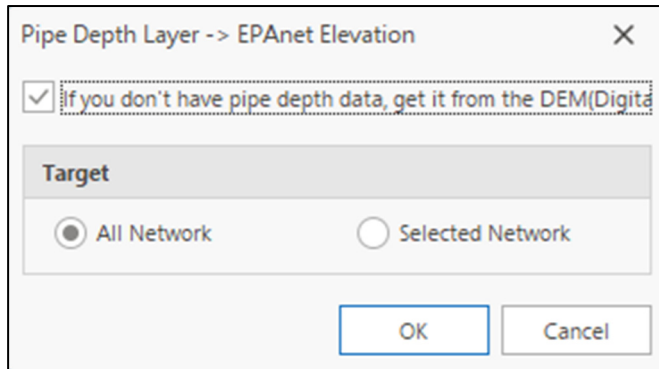 Pipe Depth Layer -> EPAnet Elevation
If you don't have pipe depth data, get it from the DEM(Digita
Target
All Network
Selected Network
OK
Cancel